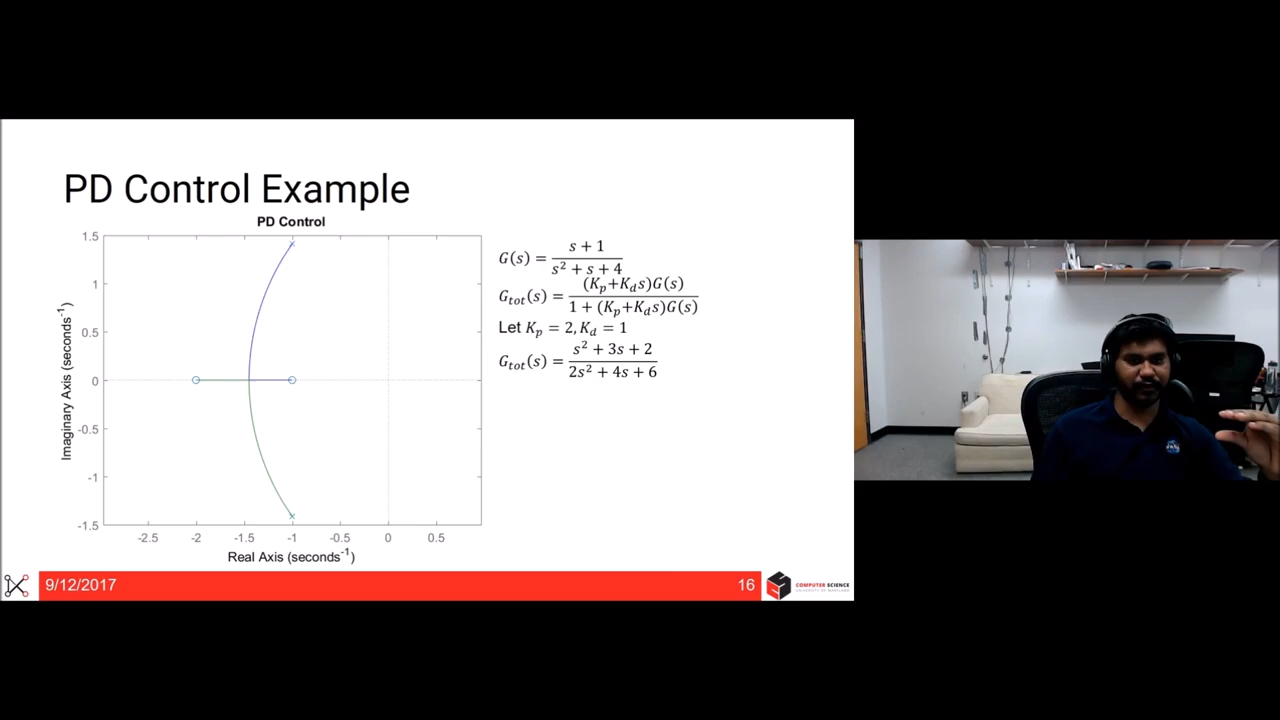 PD Control Example
PD Control
1.5
1
0.5
0
-0.5
-1
-1.5
Imaginary Axis (seconds⁻¹)
-2.5 -2 -1.5 -1 -0.5 0 0.5
Real Axis (seconds⁻¹)
G(s) = (s + 1)/(s² + s + 4)
G_tot(s) = ((K_p+K_d s)G(s))/(1 + (K_p+K_d s)G(s))
Let K_p = 2, K_d = 1
G_tot(s) = (s² + 3s + 2)/(2s² + 4s + 6)
9/12/2017
16
COMPUTER SCIENCE
UNIVERSITY OF MARYLAND